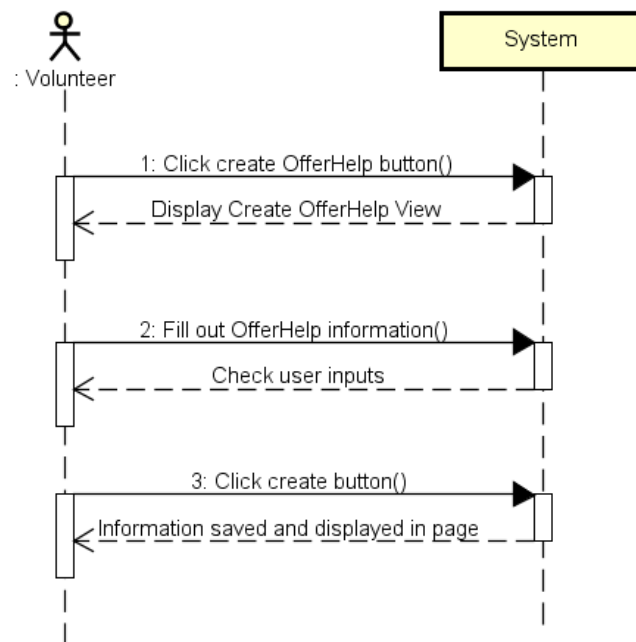 System
: Volunteer
1: Click create OfferHelp button()
Display Create OfferHelp View
2: Fill out OfferHelp information()
Check user inputs
3: Click create button()
Information saved and displayed in page